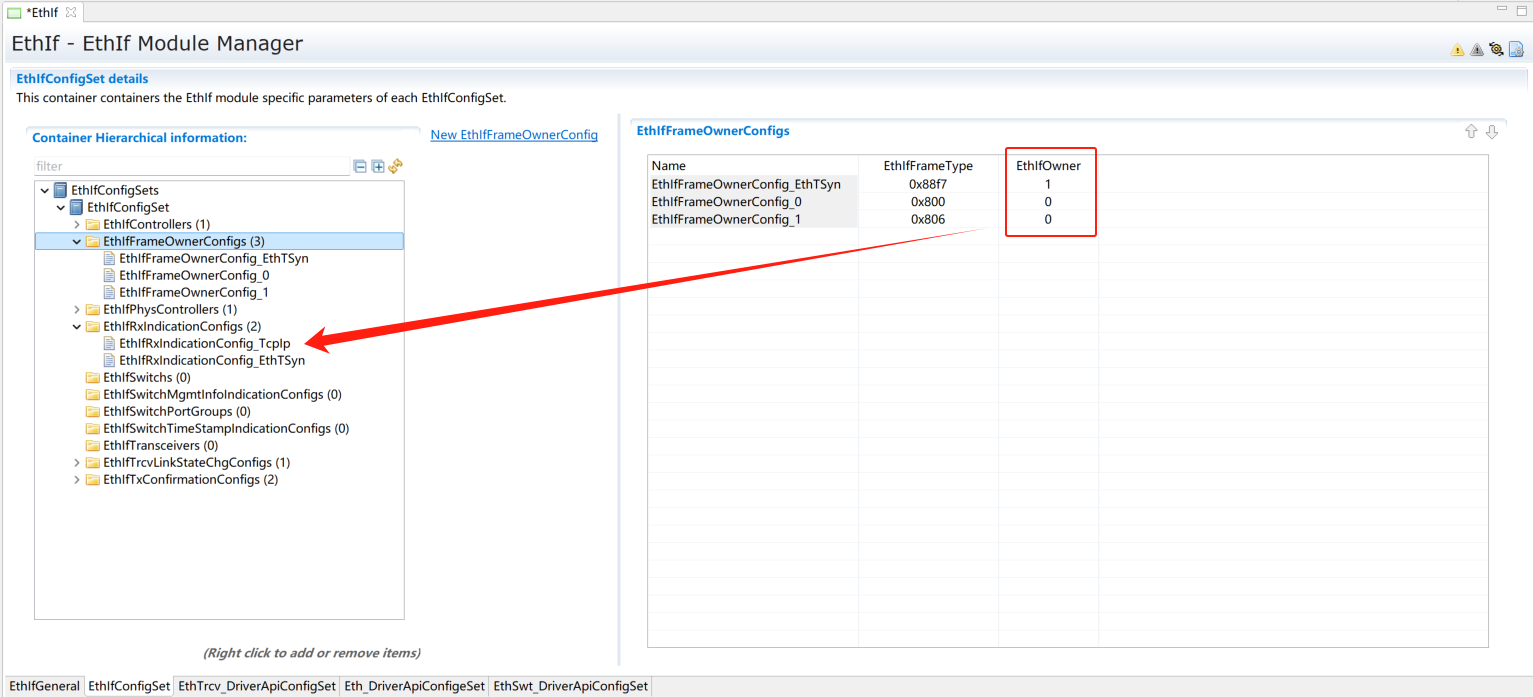 *EthIf
EthIf - EthIf Module Manager
EthIfConfigSet details
This container containers the EthIf module specific parameters of each EthIfConfigSet.
Container Hierarchical information:
New EthIfFrameOwnerConfig
filter
EthIfConfigSets
EthIfConfigSet
EthIfControllers (1)
EthIfFrameOwnerConfigs (3)
EthIfFrameOwnerConfig_EthTSyn
EthIfFrameOwnerConfig_0
EthIfFrameOwnerConfig_1
EthIfPhysControllers (1)
EthIfRxIndicationConfigs (2)
EthIfRxIndicationConfig_TcpIp
EthIfRxIndicationConfig_EthTSyn
EthIfSwitchs (0)
EthIfSwitchMgmtInfoIndicationConfigs (0)
EthIfSwitchPortGroups (0)
EthIfSwitchTimeStampIndicationConfigs (0)
EthIfTransceivers (0)
EthIfTrcvLinkStateChgConfigs (1)
EthIfTxConfirmationConfigs (2)
(Right click to add or remove items)
EthIfFrameOwnerConfigs
Name EthIfFrameType EthIfOwner
EthIfFrameOwnerConfig_EthTSyn 0x88f7 1
EthIfFrameOwnerConfig_0 0x800 0
EthIfFrameOwnerConfig_1 0x806 0
EthIfGeneral EthIfConfigSet EthTrcv_DriverApiConfigSet Eth_DriverApiConfigeSet EthSwt_DriverApiConfigSet